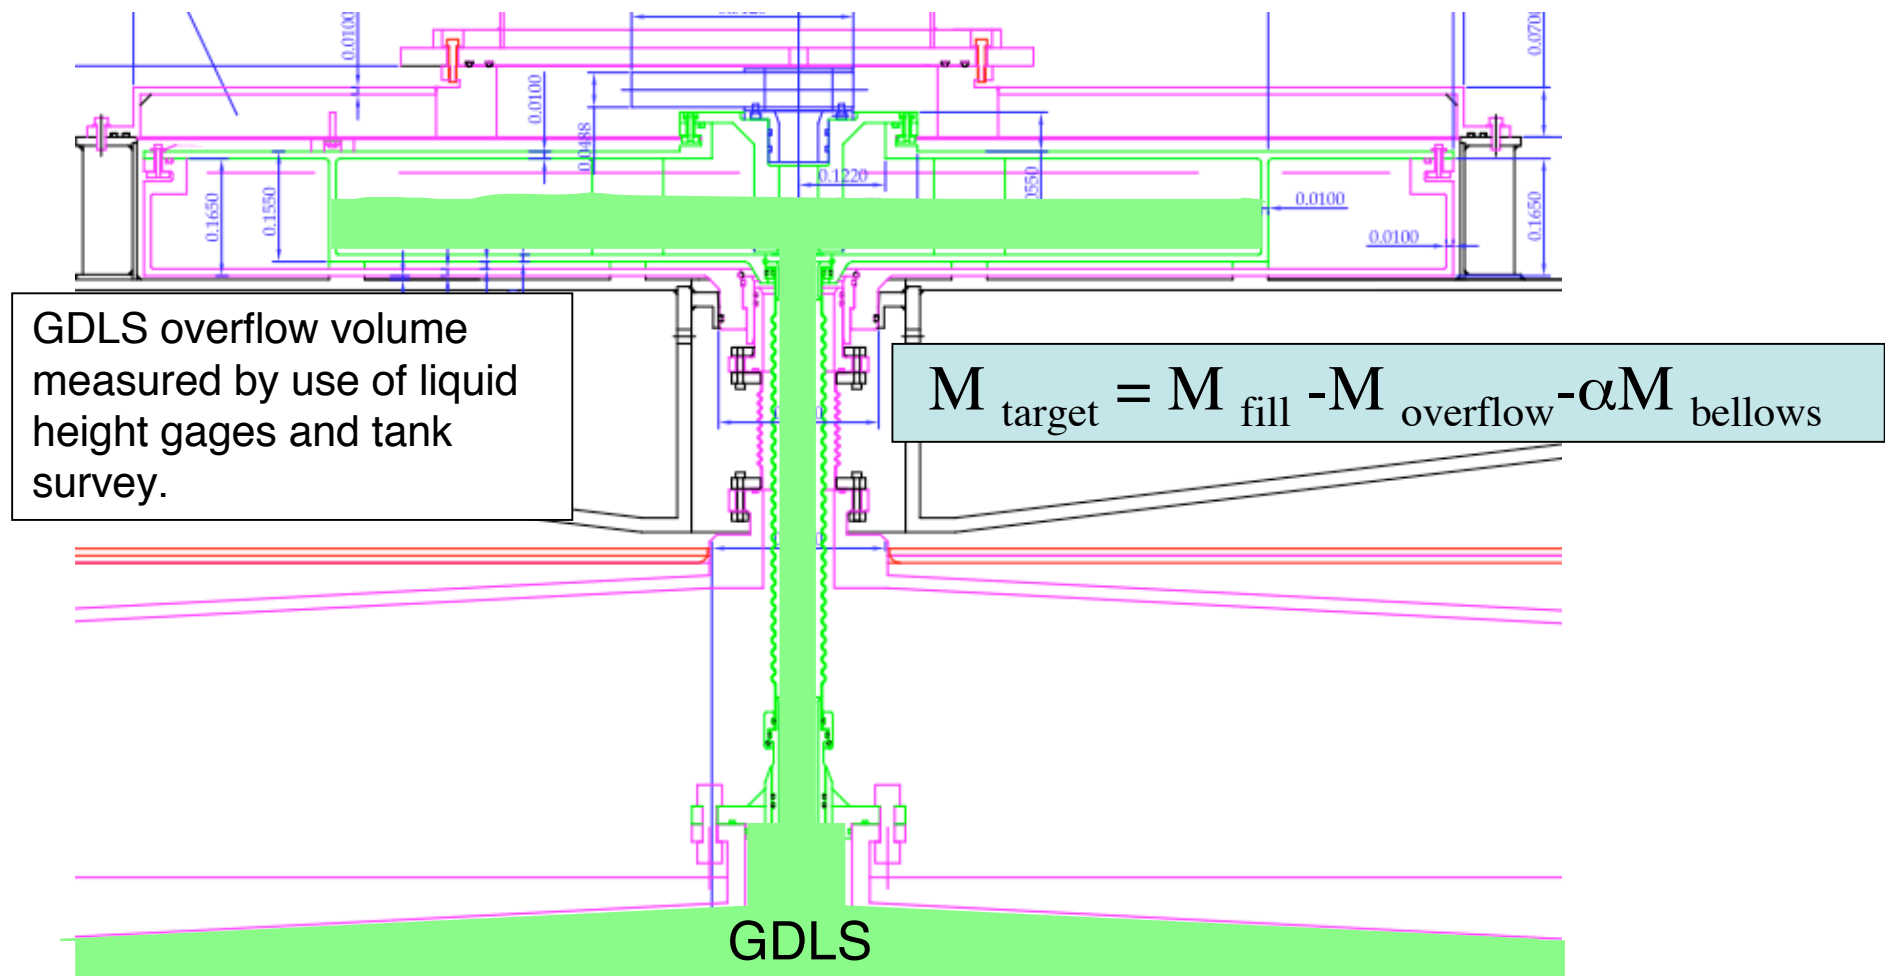 0.0100
0.0700
0.0100
0.0488
0.1220
0.1650
0.1550
0.0100
0.0100
0.1650
GDLS overflow volume
measured by use of liquid
height gages and tank
survey.
M target = M fill -M overflow-αM bellows
GDLS